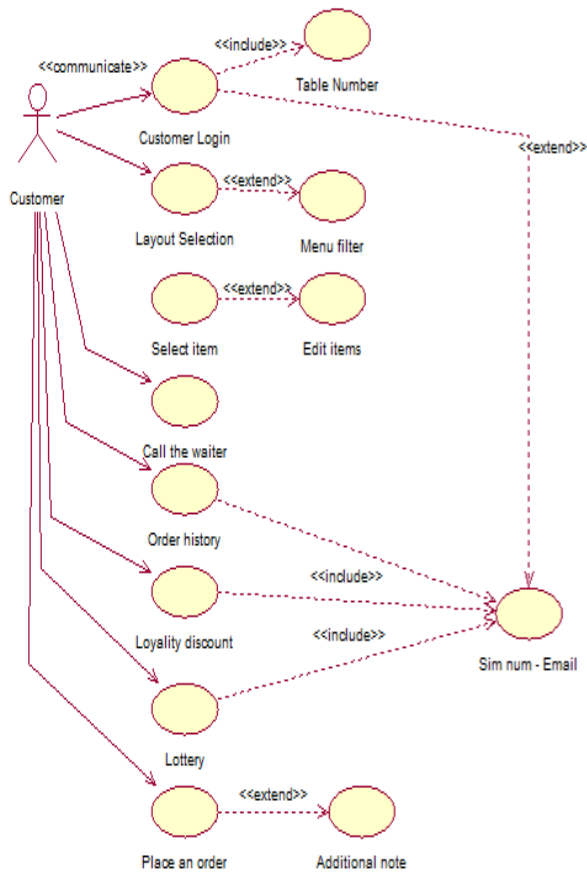 <<include>>
<<communicate>>
Table Number
Customer Login
<<extend>>
Customer
<<extend>>
Layout Selection
Menu filter
<<extend>>
Select item
Edit items
Call the waiter
Order history
<<include>>
Loyality discount
<<include>>
Sim num - Email
Lottery
<<extend>>
Place an order
Additional note